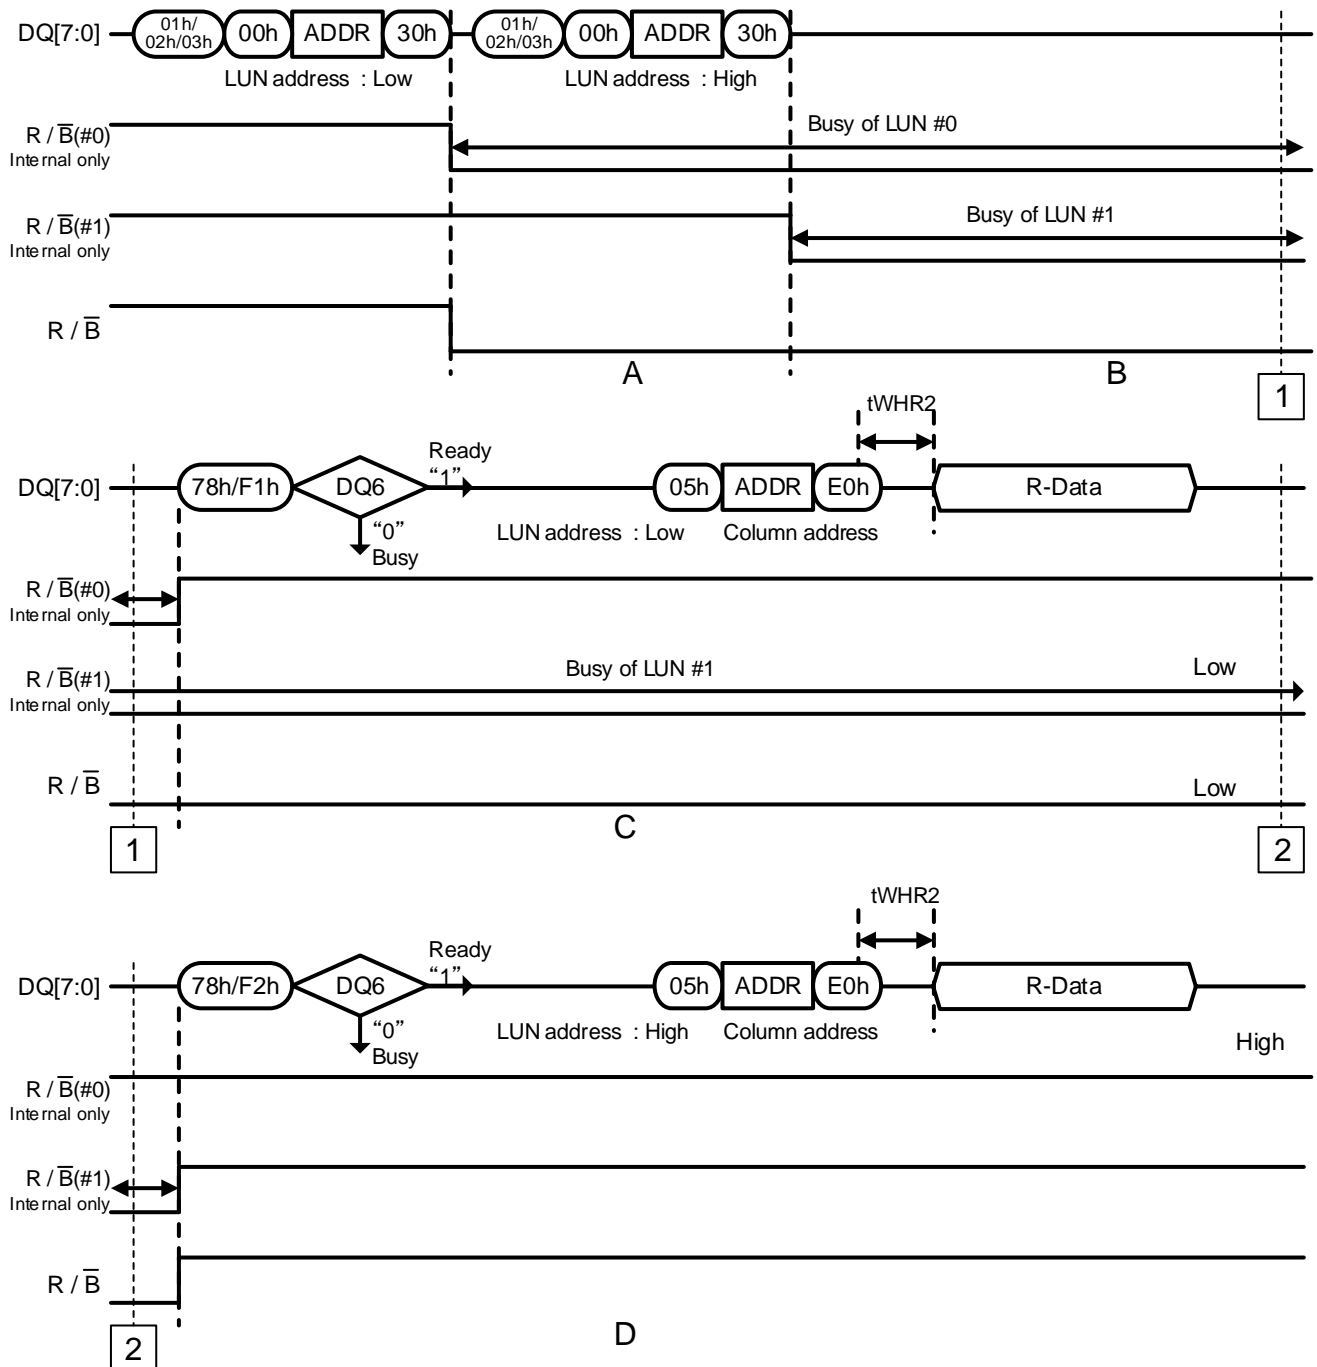 DQ[7:0] 01h/ 02h/03h 00h ADDR 30h 01h/ 02h/03h 00h ADDR 30h
LUN address : Low LUN address : High
R / B̅(#0) Busy of LUN #0
Internal only
R / B̅(#1) Busy of LUN #1
Internal only
R / B̅
A B 1
tWHR2
Ready
DQ[7:0] 78h/F1h DQ6 “1” 05h ADDR E0h R-Data
“0” LUN address : Low Column address
Busy
R / B̅(#0)
Internal only
R / B̅(#1) Busy of LUN #1 Low
Internal only
R / B̅ Low
1 C 2
tWHR2
Ready
DQ[7:0] 78h/F2h DQ6 “1” 05h ADDR E0h R-Data
“0” LUN address : High Column address
Busy High
R / B̅(#0)
Internal only
R / B̅(#1)
Internal only
R / B̅
2 D